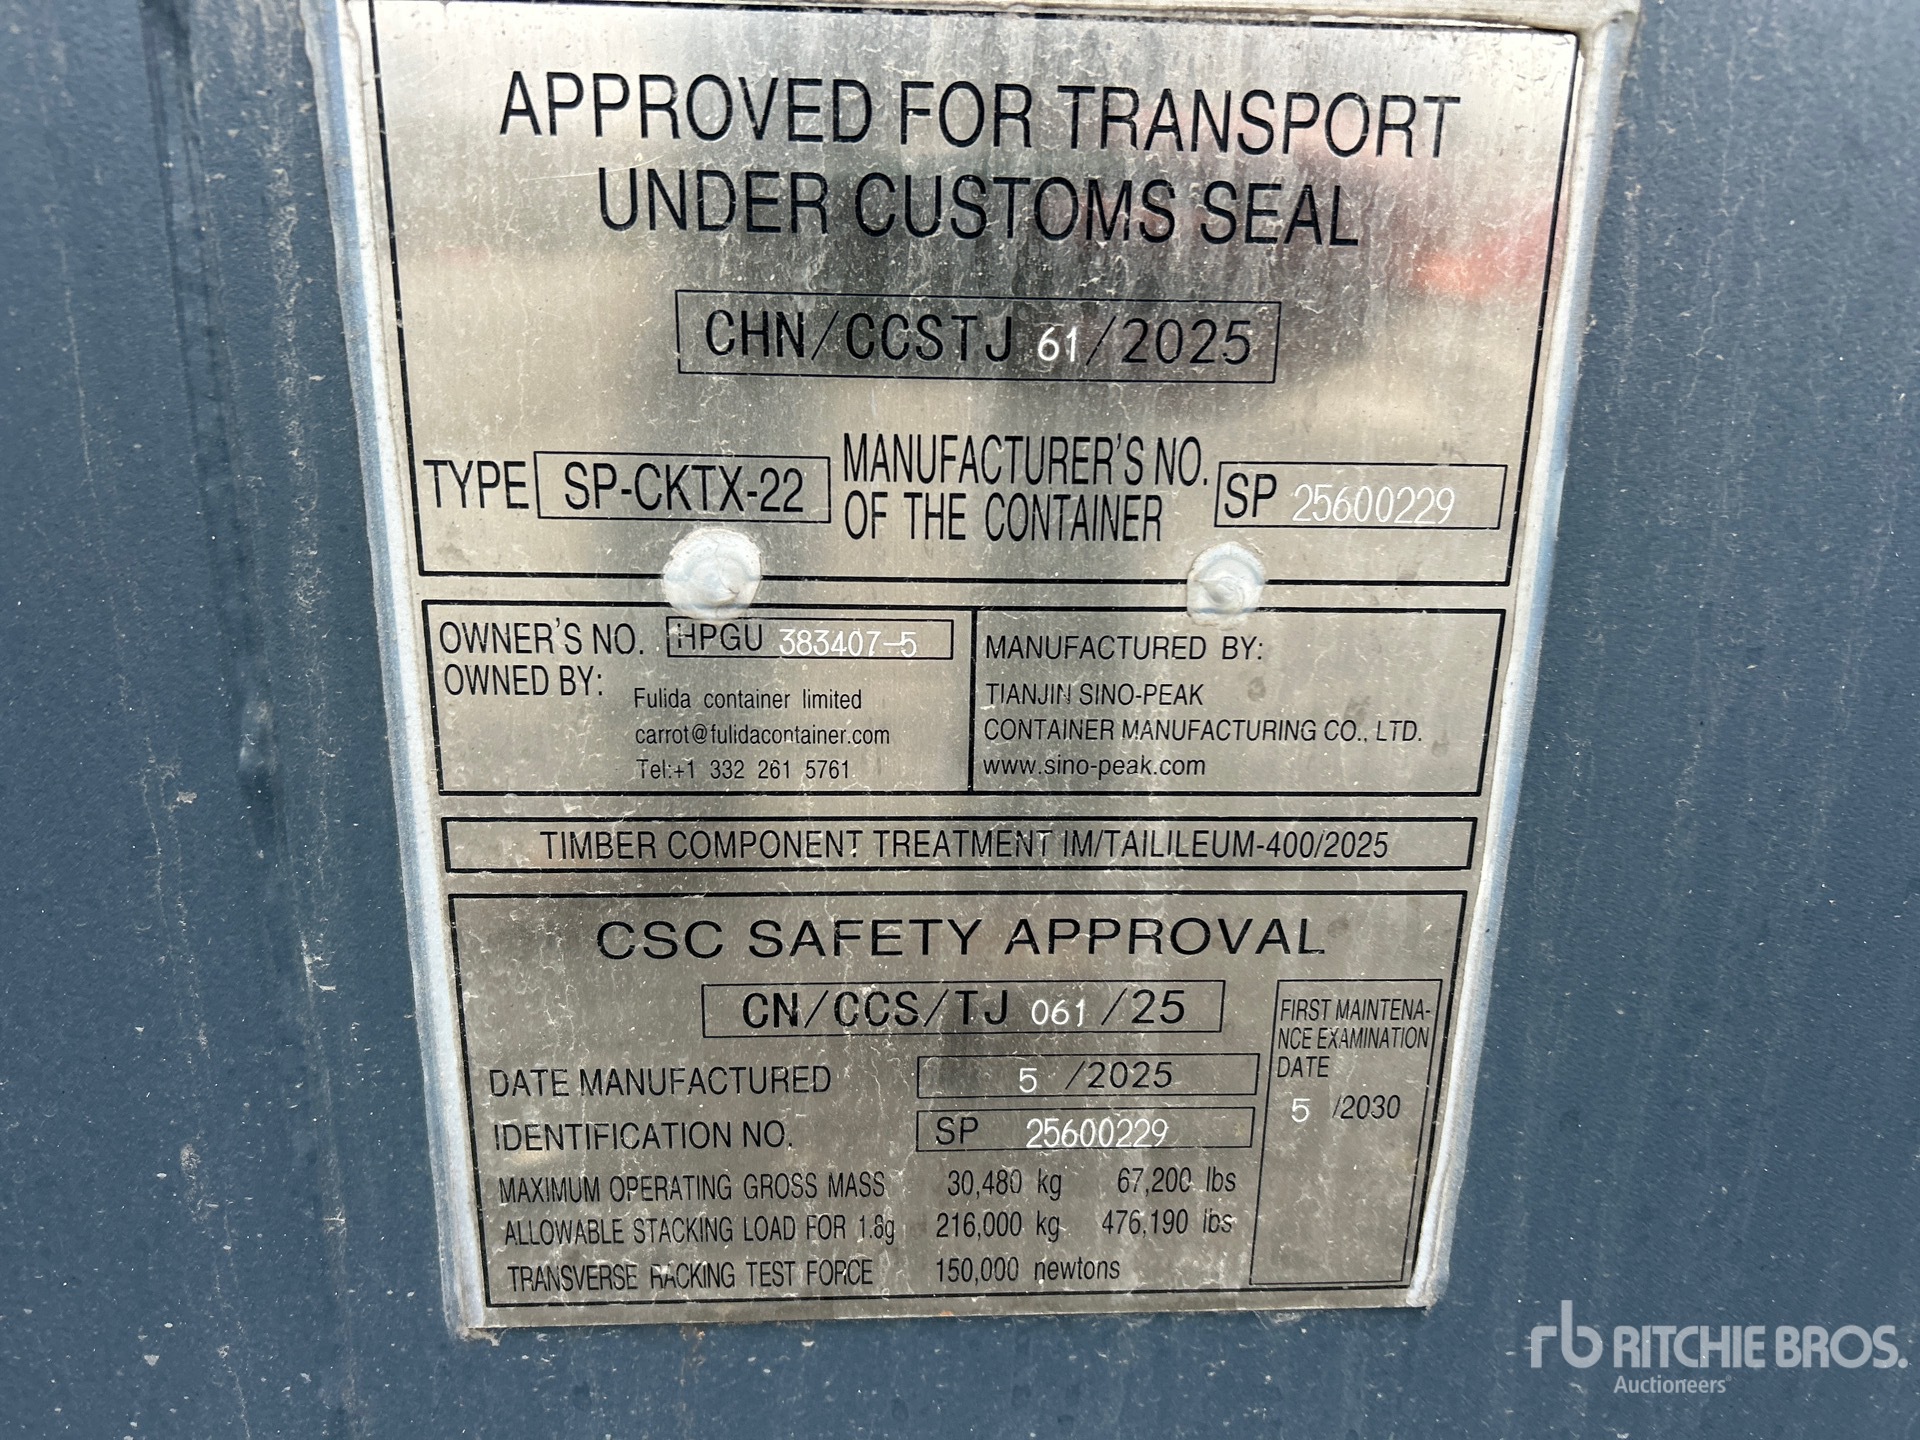 APPROVED FOR TRANSPORT
UNDER CUSTOMS SEAL
CHN/CCSTJ 61/2025
TYPE SP-CKTX-22 MANUFACTURER'S NO. OF THE CONTAINER SP 25600229
OWNER'S NO. HPGU 383407-5
OWNED BY:
Fulida container limited
carrot@fulidacontainer.com
Tel:+1 332 261 5761
MANUFACTURED BY:
TIANJIN SINO-PEAK
CONTAINER MANUFACTURING CO., LTD.
www.sino-peak.com
TIMBER COMPONENT TREATMENT IM/TAILILEUM-400/2025
CSC SAFETY APPROVAL
CN/CCS/TJ 061/25
DATE MANUFACTURED 5 /2025
IDENTIFICATION NO. SP 25600229
MAXIMUM OPERATING GROSS MASS 30,480 kg 67,200 lbs
ALLOWABLE STACKING LOAD FOR 1.8g 216,000 kg 476,190 lbs
TRANSVERSE RACKING TEST FORCE 150,000 newtons
FIRST MAINTENA-
NCE EXAMINATION
DATE
5 /2030
rb RITCHIE BROS.
Auctioneers